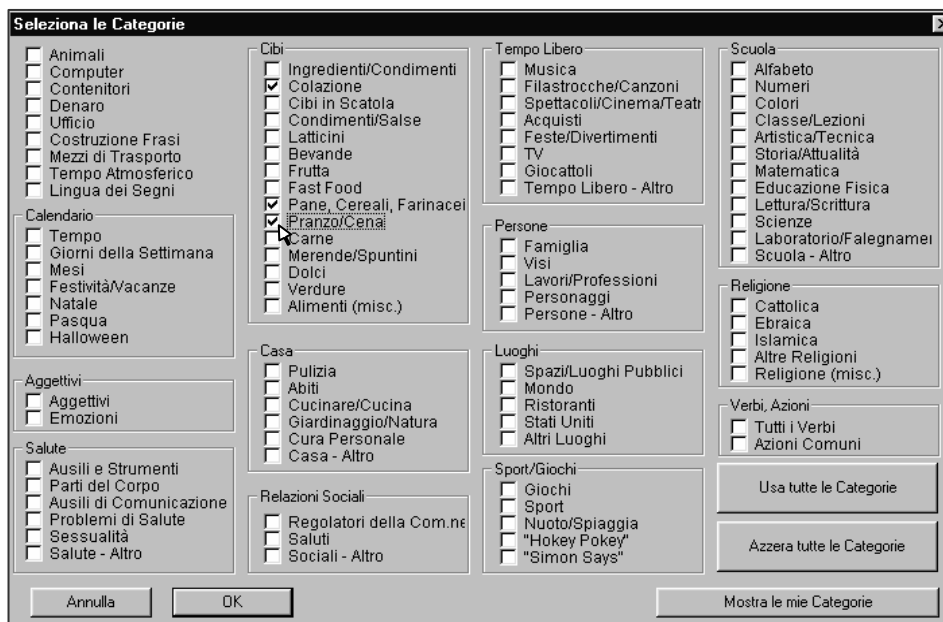 Seleziona le Categorie
Animali
Computer
Contenitori
Denaro
Ufficio
Costruzione Frasi
Mezzi di Trasporto
Tempo Atmosferico
Lingua dei Segni
Calendario
Tempo
Giorni della Settimana
Mesi
Festività/Vacanze
Natale
Pasqua
Halloween
Aggettivi
Aggettivi
Emozioni
Salute
Ausili e Strumenti
Parti del Corpo
Ausili di Comunicazione
Problemi di Salute
Sessualità
Salute - Altro
Cibi
Ingredienti/Condimenti
Colazione
Cibi in Scatola
Condimenti/Salse
Latticini
Bevande
Frutta
Fast Food
Pane, Cereali, Farinacei
Pranzo/Cena
Carne
Merende/Spuntini
Dolci
Verdure
Alimenti (misc.)
Casa
Pulizia
Abiti
Cucinare/Cucina
Giardinaggio/Natura
Cura Personale
Casa - Altro
Relazioni Sociali
Regolatori della Com.ne
Saluti
Sociali - Altro
Tempo Libero
Musica
Filastrocche/Canzoni
Spettacoli/Cinema/Teatr
Acquisti
Feste/Divertimenti
TV
Giocattoli
Tempo Libero - Altro
Persone
Famiglia
Visi
Lavori/Professioni
Personaggi
Persone - Altro
Luoghi
Spazi/Luoghi Pubblici
Mondo
Ristoranti
Stati Uniti
Altri Luoghi
Sport/Giochi
Giochi
Sport
Nuoto/Spiaggia
"Hokey Pokey"
"Simon Says"
Scuola
Alfabeto
Numeri
Colori
Classe/Lezioni
Artistica/Tecnica
Storia/Attualità
Matematica
Educazione Fisica
Lettura/Scrittura
Scienze
Laboratorio/Falegnamer
Scuola - Altro
Religione
Cattolica
Ebraica
Islamica
Altre Religioni
Religione (misc.)
Verbi, Azioni
Tutti i Verbi
Azioni Comuni
Usa tutte le Categorie
Azzera tutte le Categorie
Annulla
OK
Mostra le mie Categorie